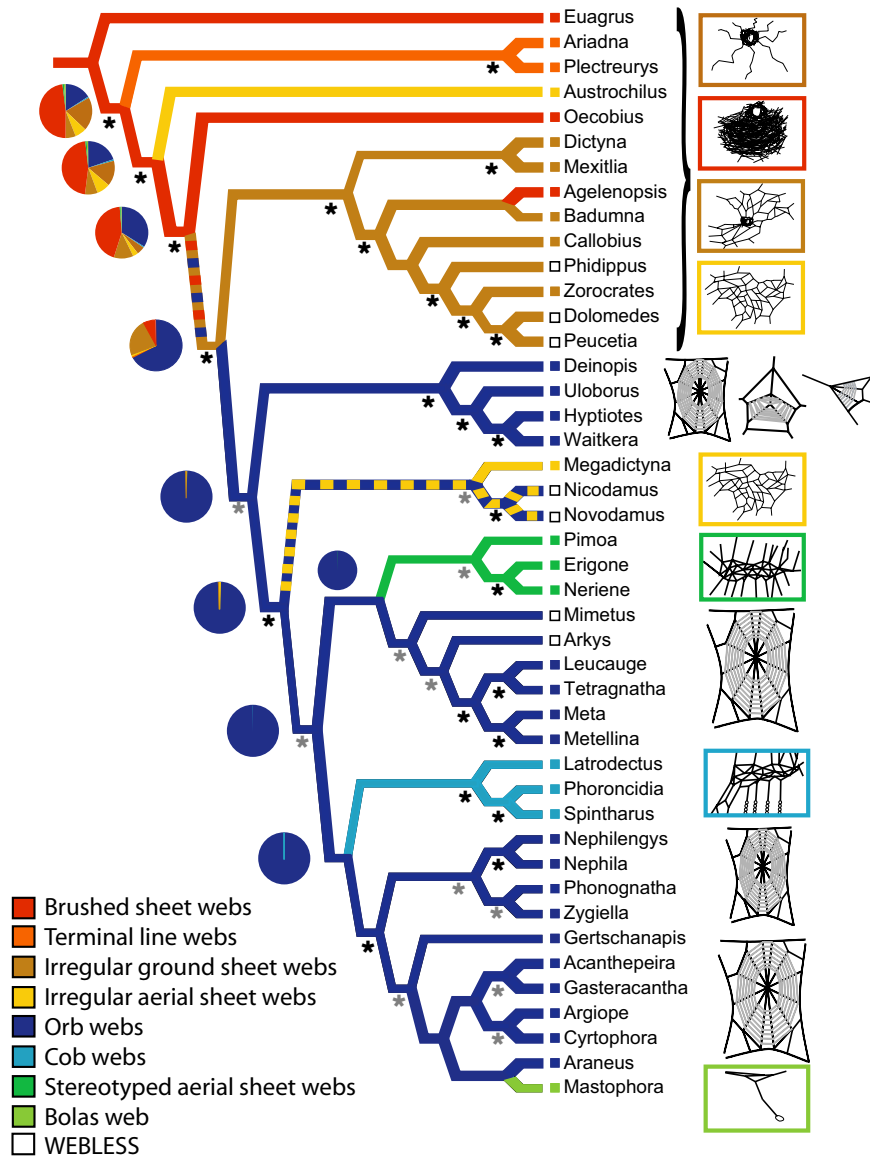 Euagrus
Ariadna
Plectreurys
Austrochilus
Oecobius
Dictyna
Mexitlia
Agelenopsis
Badumna
Callobius
Phidippus
Zorocrates
Dolomedes
Peucetia
Deinopis
Uloborus
Hyptiotes
Waitkera
Megadictyna
Nicodamus
Novodamus
Pimoa
Erigone
Neriene
Mimetus
Arkys
Leucauge
Tetragnatha
Meta
Metellina
Latrodectus
Phoroncidia
Spintharus
Nephilengys
Nephila
Phonognatha
Zygiella
Gertschanapis
Acanthepeira
Gasteracantha
Argiope
Cyrtophora
Araneus
Mastophora
Brushed sheet webs
Terminal line webs
Irregular ground sheet webs
Irregular aerial sheet webs
Orb webs
Cob webs
Stereotyped aerial sheet webs
Bolas web
WEBLESS